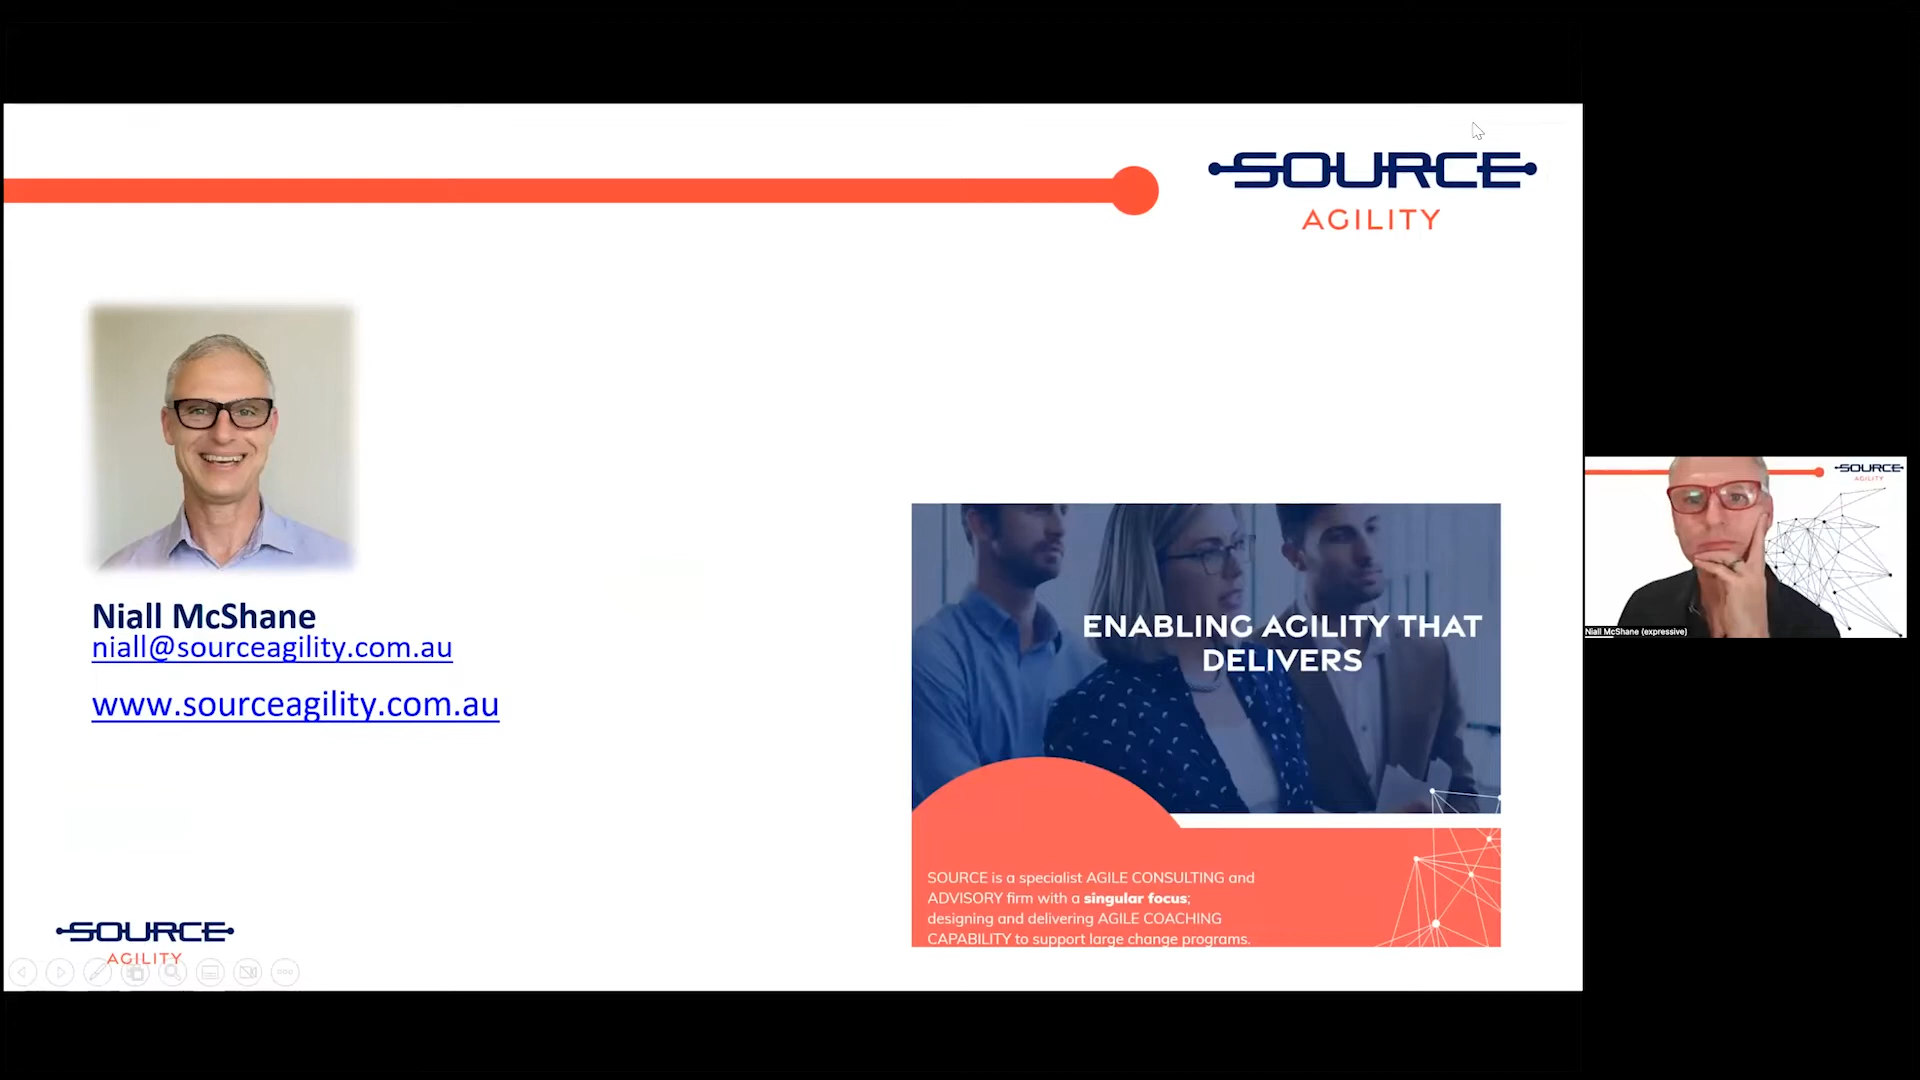 SOURCE
AGILITY
Niall McShane
niall@sourceagility.com.au
www.sourceagility.com.au
ENABLING AGILITY THAT
DELIVERS
SOURCE is a specialist AGILE CONSULTING and
ADVISORY firm with a singular focus;
designing and delivering AGILE COACHING
CAPABILITY to support large change programs.
SOURCE
AGILITY
SOURCE
AGILITY
Niall McShane (expressive)